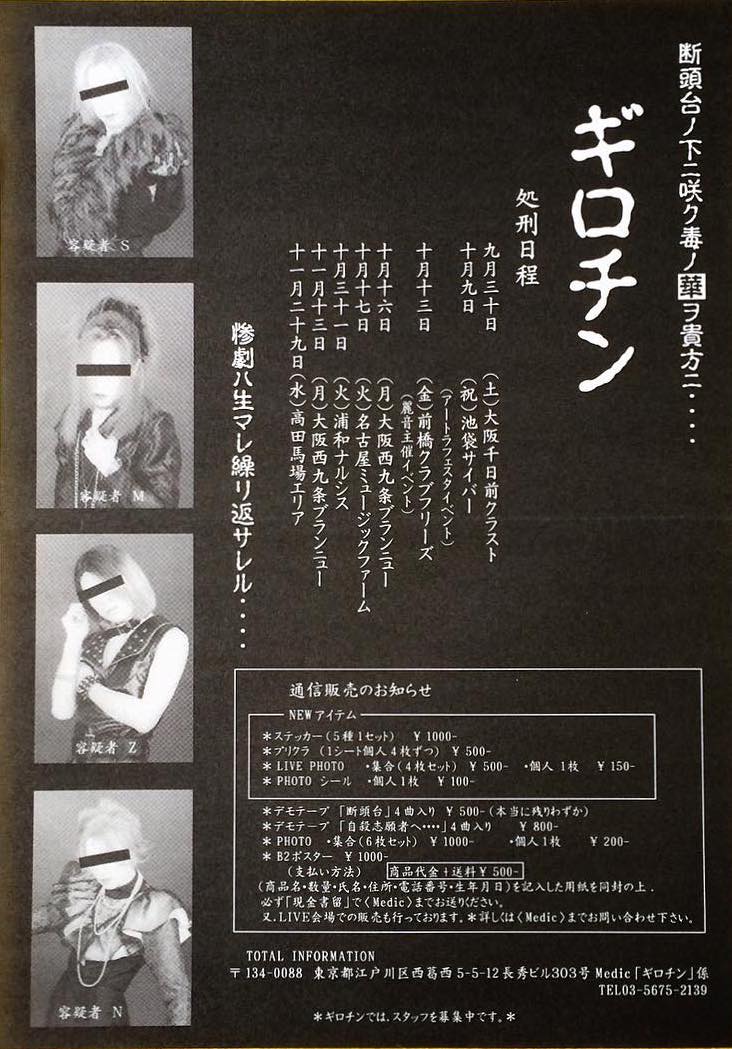 断頭台ノ下ニ咲ク毒ノ華ヲ貴方ニ・・・・
ギロチン
処刑日程
九月三十日 (土)大阪千日前クラスト
十月九日 (祝)池袋サイバー
(アートラフェスタイベント)
十月十三日 (金)前橋クラブフリーズ
(麗音主催イベント)
十月十六日 (月)大阪西九条ブランニュー
十月十七日 (火)名古屋ミュージックファーム
十月三十一日 (火)浦和ナルシス
十一月十三日 (月)大阪西九条ブランニュー
十一月二十九日 (水)高田馬場エリア
惨劇ハ生マレ繰リ返サレル・・・・
容疑者 S
容疑者 M
容疑者 Z
容疑者 N
通信販売のお知らせ
NEWアイテム
*ステッカー(5種1セット) ¥1000-
*プリクラ (1シート個人4枚ずつ) ¥500-
*LIVE PHOTO ・集合(4枚セット) ¥500- ・個人1枚 ¥150-
*PHOTO シール ・個人1枚 ¥100-
*デモテープ「断頭台」4曲入り ¥500-(本当に残りわずか)
*デモテープ「自殺志願者へ・・・・」4曲入り ¥800-
*PHOTO ・集合(6枚セット) ¥1000- ・個人1枚 ¥200-
*B2ポスター ¥1000-
(支払い方法) 商品代金+送料¥500-
(商品名・数量・氏名・住所・電話番号・生年月日)を記入した用紙を同封の上.
必ず「現金書留」で〈Medic〉までお送りください。
又.LIVE会場での販売も行っております。*詳しくは〈Medic〉までお問い合わせ下さい。
TOTAL INFORMATION
〒134-0088 東京都江戸川区西葛西5-5-12長秀ビル303号 Medic「ギロチン」係
TEL03-5675-2139
*ギロチンでは、スタッフを募集中です。*